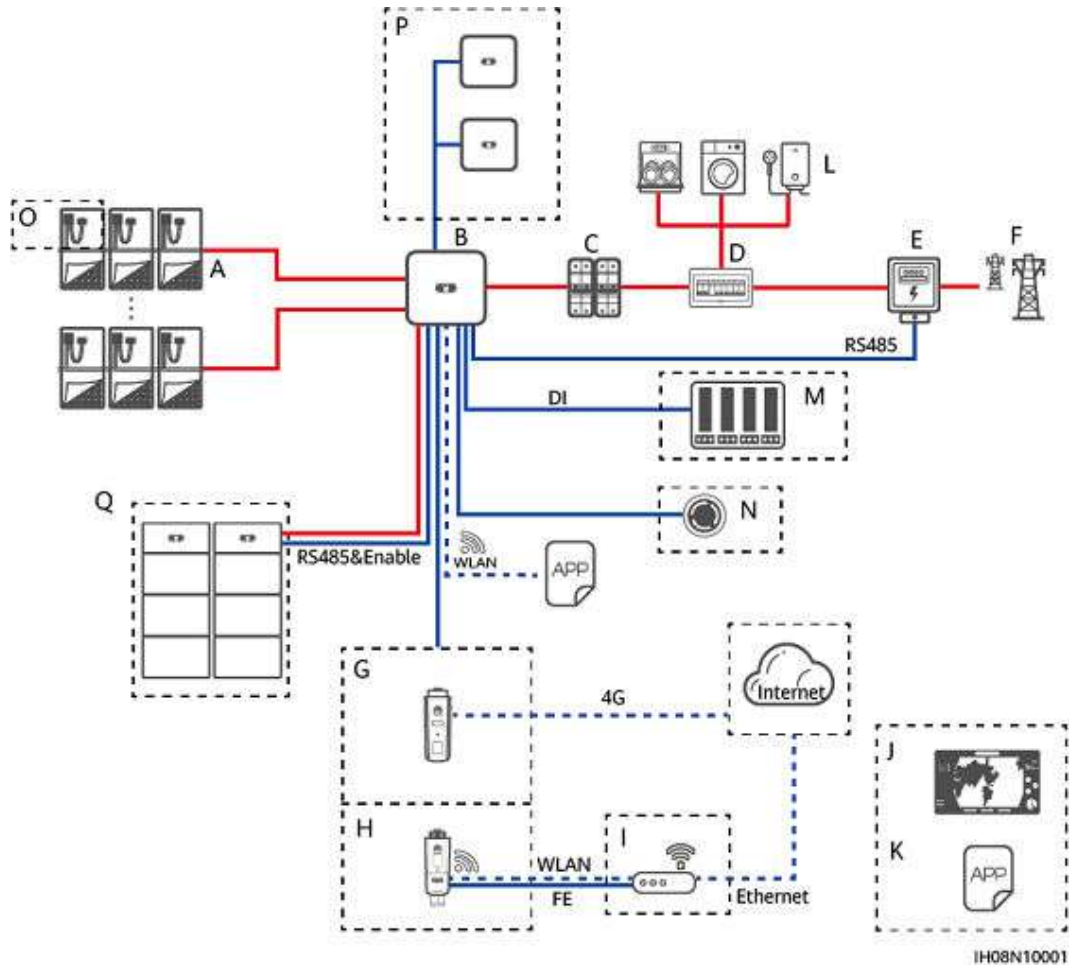 P
O
A
B
C
D
L
E
F
RS485
DI
M
N
Q
RS485&Enable
WLAN
APP
G
4G
Internet
H
WLAN
FE
I
Ethernet
J
K
APP
IH08N10001